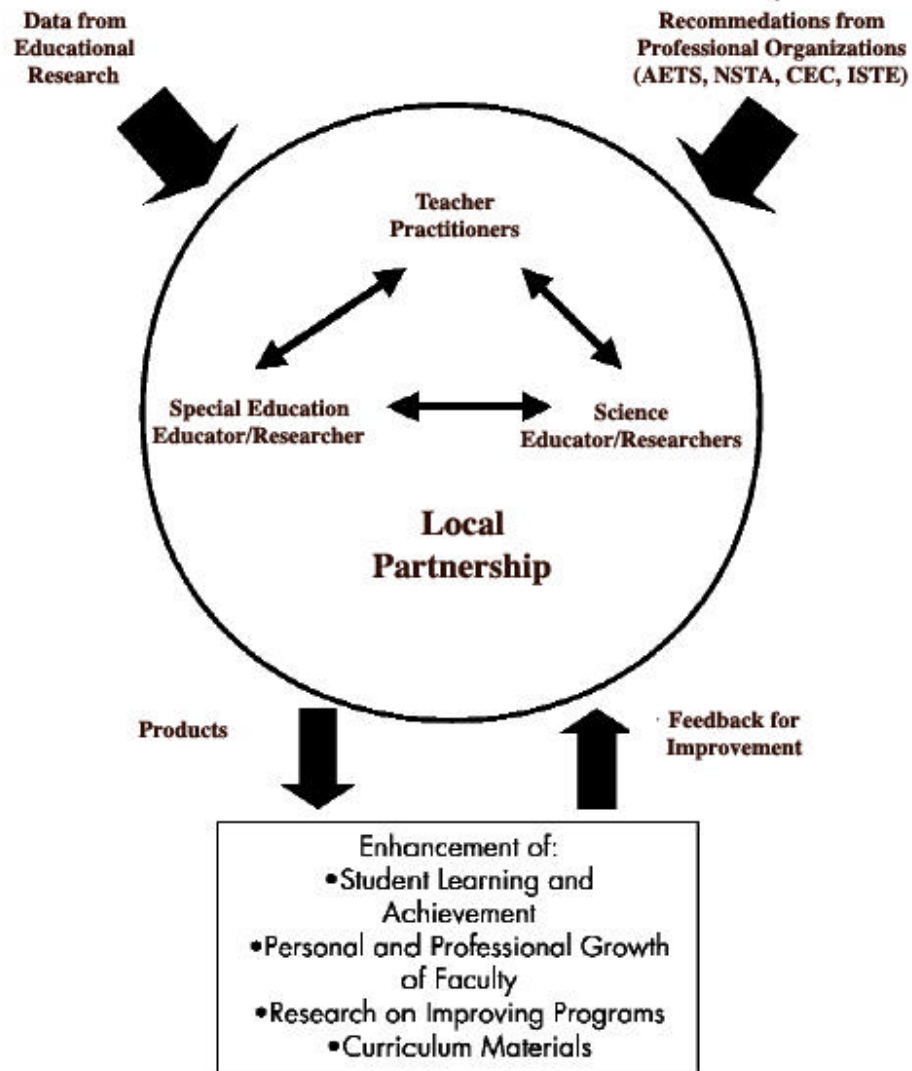 Data from
Educational
Research
Recommedations from
Professional Organizations
(AETS, NSTA, CEC, ISTE)
Teacher
Practitioners
Special Education
Educator/Researcher
Science
Educator/Researchers
Local
Partnership
Products
Feedback for
Improvement
Enhancement of:
•Student Learning and
Achievement
•Personal and Professional Growth
of Faculty
•Research on Improving Programs
•Curriculum Materials